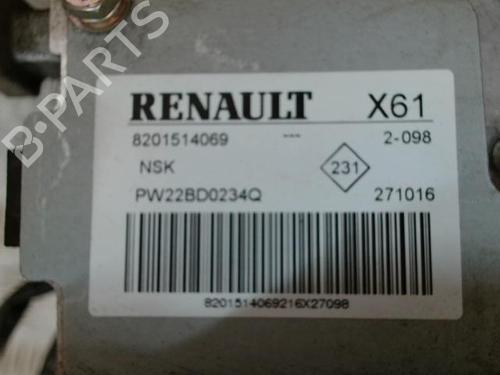 B-PARTS
RENAULT X61
8201514069 --- 2-098
NSK 231
PW22BD0234Q 271016
8201514069216X27098